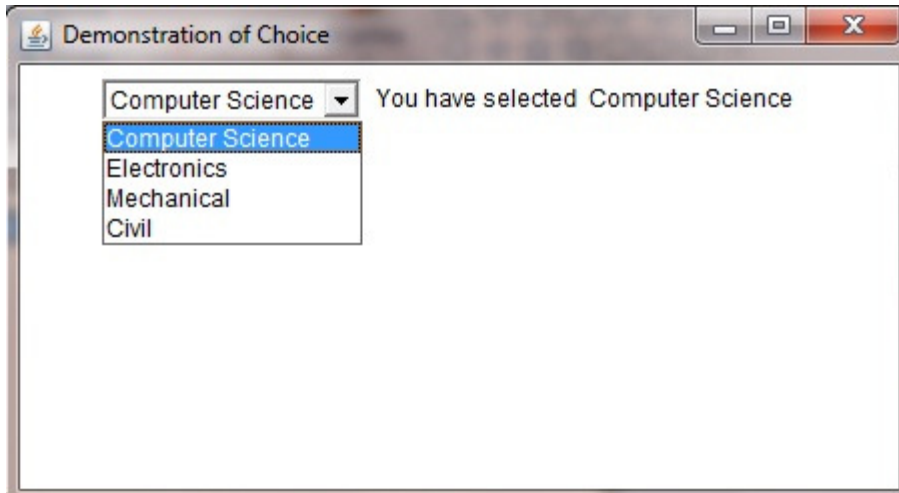 Demonstration of Choice
Computer Science You have selected Computer Science
Computer Science
Electronics
Mechanical
Civil